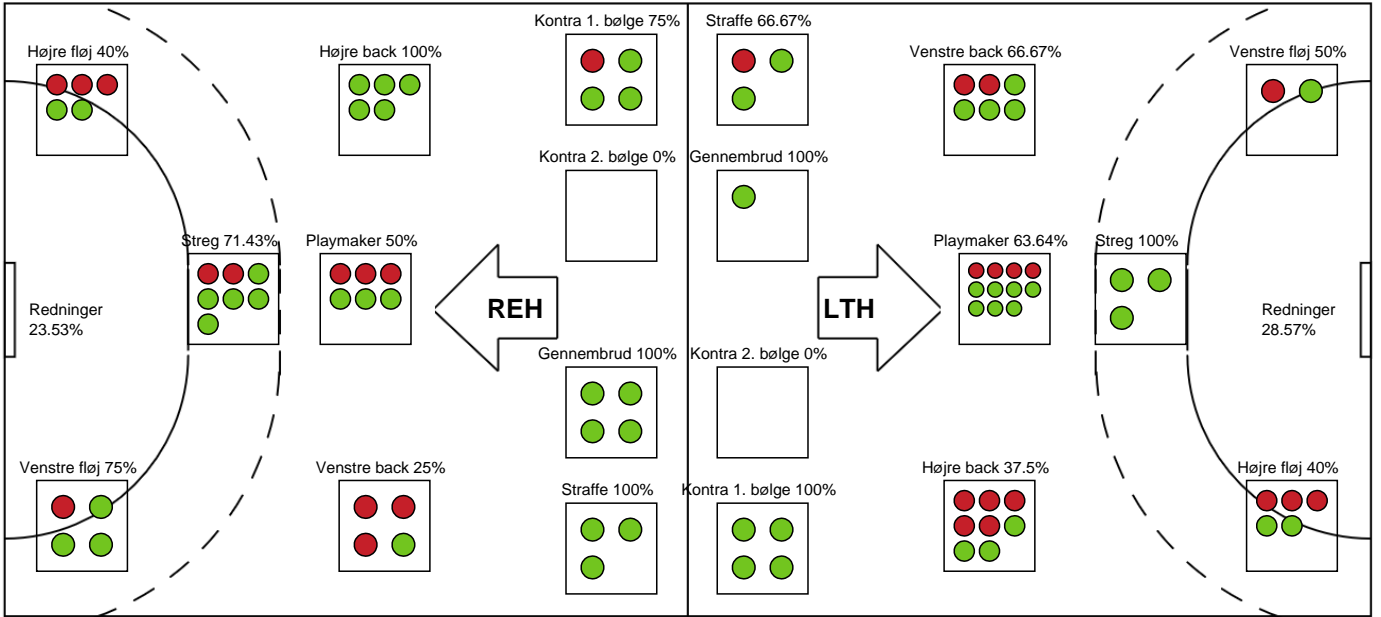 Kontra 1. bølge 75%
Straffe 66.67%
Højre fløj 40%
Højre back 100%
Venstre back 66.67%
Venstre fløj 50%
Kontra 2. bølge 0%
Gennembrud 100%
Streg 71.43%
Playmaker 50%
Playmaker 63.64%
Streg 100%
Redninger
23.53%
REH
LTH
Redninger
28.57%
Gennembrud 100%
Kontra 2. bølge 0%
Venstre fløj 75%
Venstre back 25%
Højre back 37.5%
Højre fløj 40%
Straffe 100%
Kontra 1. bølge 100%